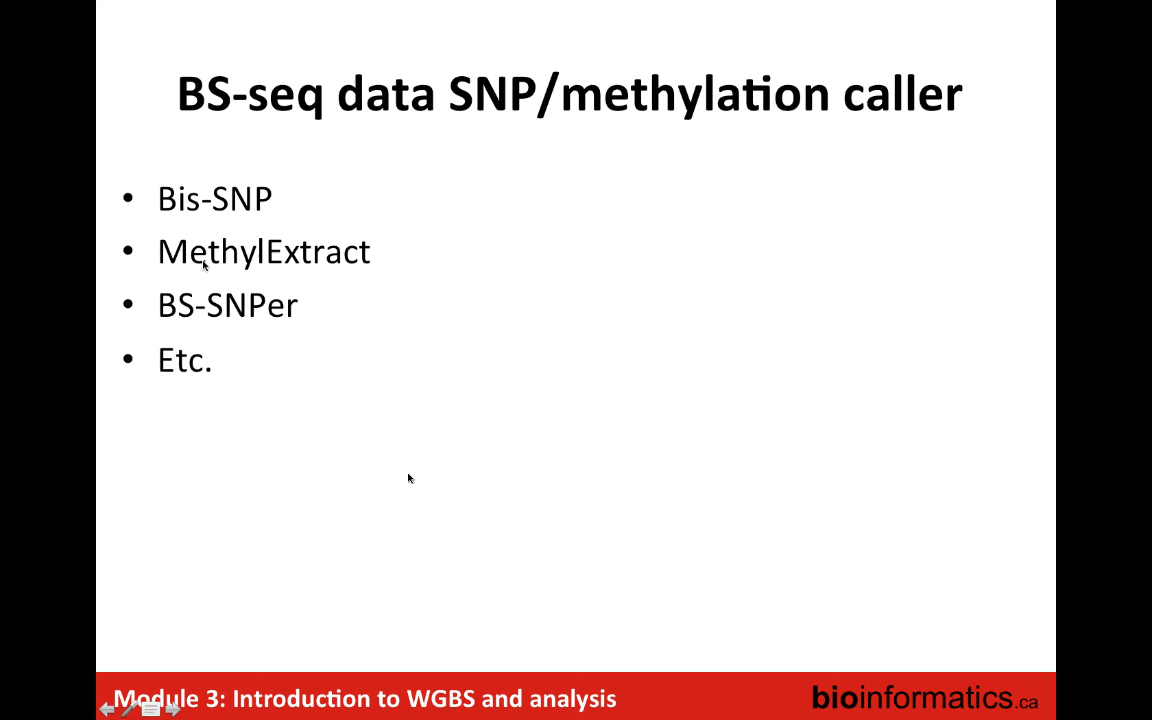 BS-seq data SNP/methylation caller
• Bis-SNP
• MethylExtract
• BS-SNPer
• Etc.
Module 3: Introduction to WGBS and analysis
bioinformatics.ca